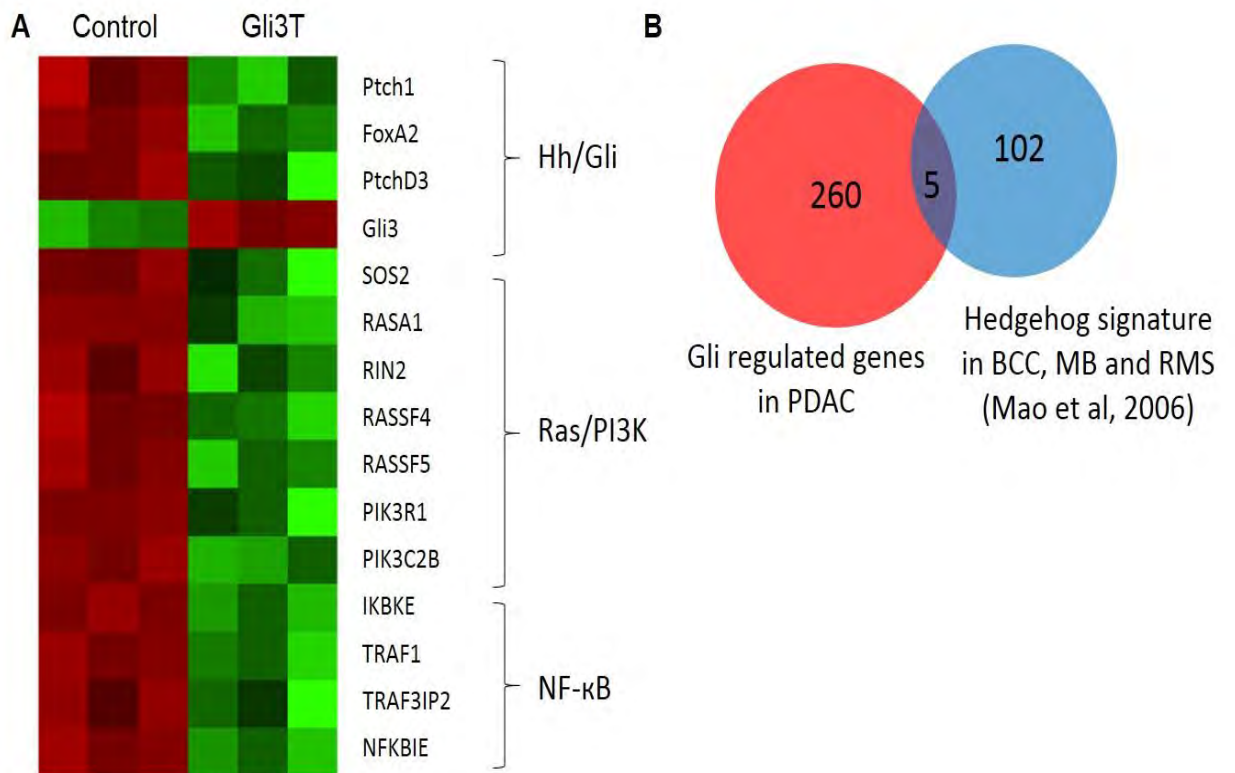 A
Control
Gli3T
Ptch1
FoxA2
PtchD3
Gli3
Hh/Gli
SOS2
RASA1
RIN2
RASSF4
RASSF5
PIK3R1
PIK3C2B
Ras/PI3K
IKBKE
TRAF1
TRAF3IP2
NFKBIE
NF-κB
B
260
5
102
Gli regulated genes
in PDAC
Hedgehog signature
in BCC, MB and RMS
(Mao et al, 2006)